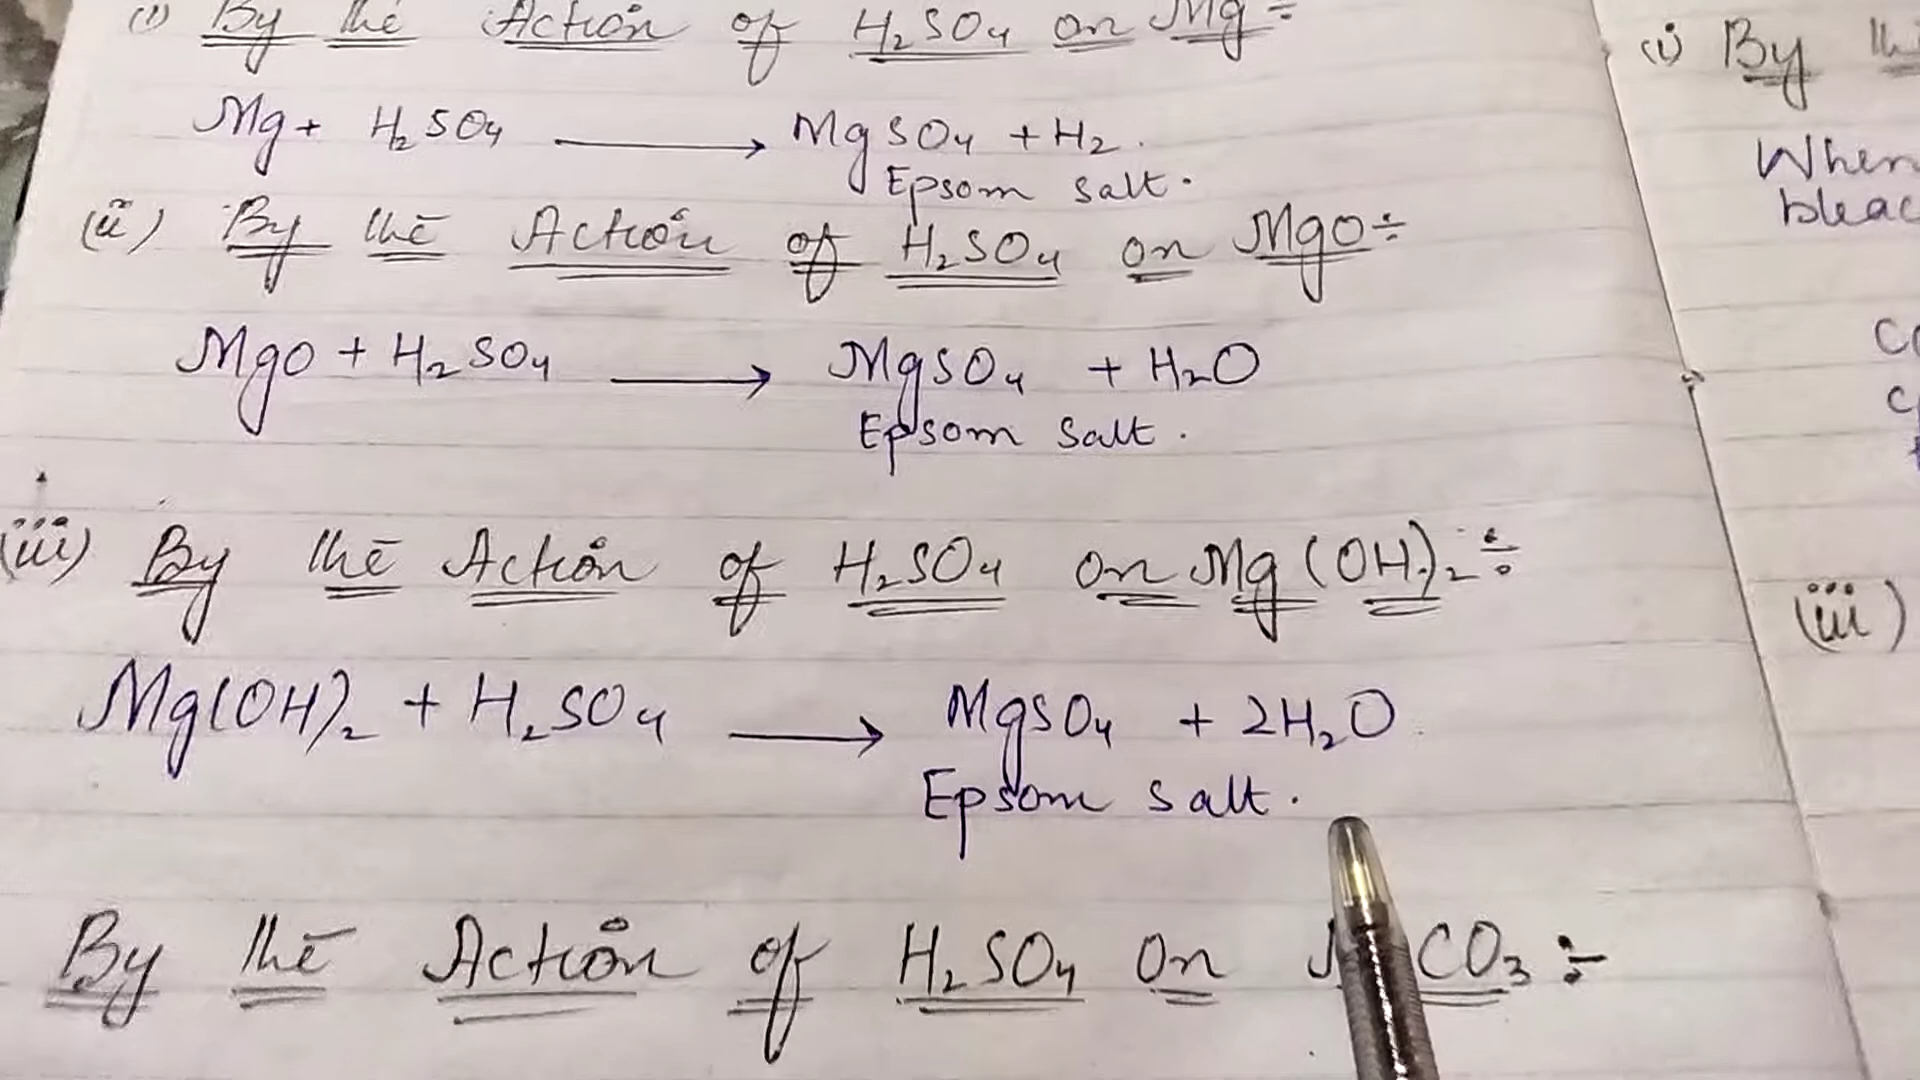 (i) By the Action of H₂SO₄ on Mg÷
Mg + H₂SO₄ ⟶ MgSO₄ + H₂.
Epsom salt.
(ii) By the Action of H₂SO₄ on MgO÷
MgO + H₂SO₄ ⟶ MgSO₄ + H₂O
Epsom salt.
(iii) By the Action of H₂SO₄ on Mg(OH)₂÷
Mg(OH)₂ + H₂SO₄ ⟶ MgSO₄ + 2H₂O
Epsom salt.
By the Action of H₂SO₄ on CO₃÷
(i) By
When
bleac
(iii)